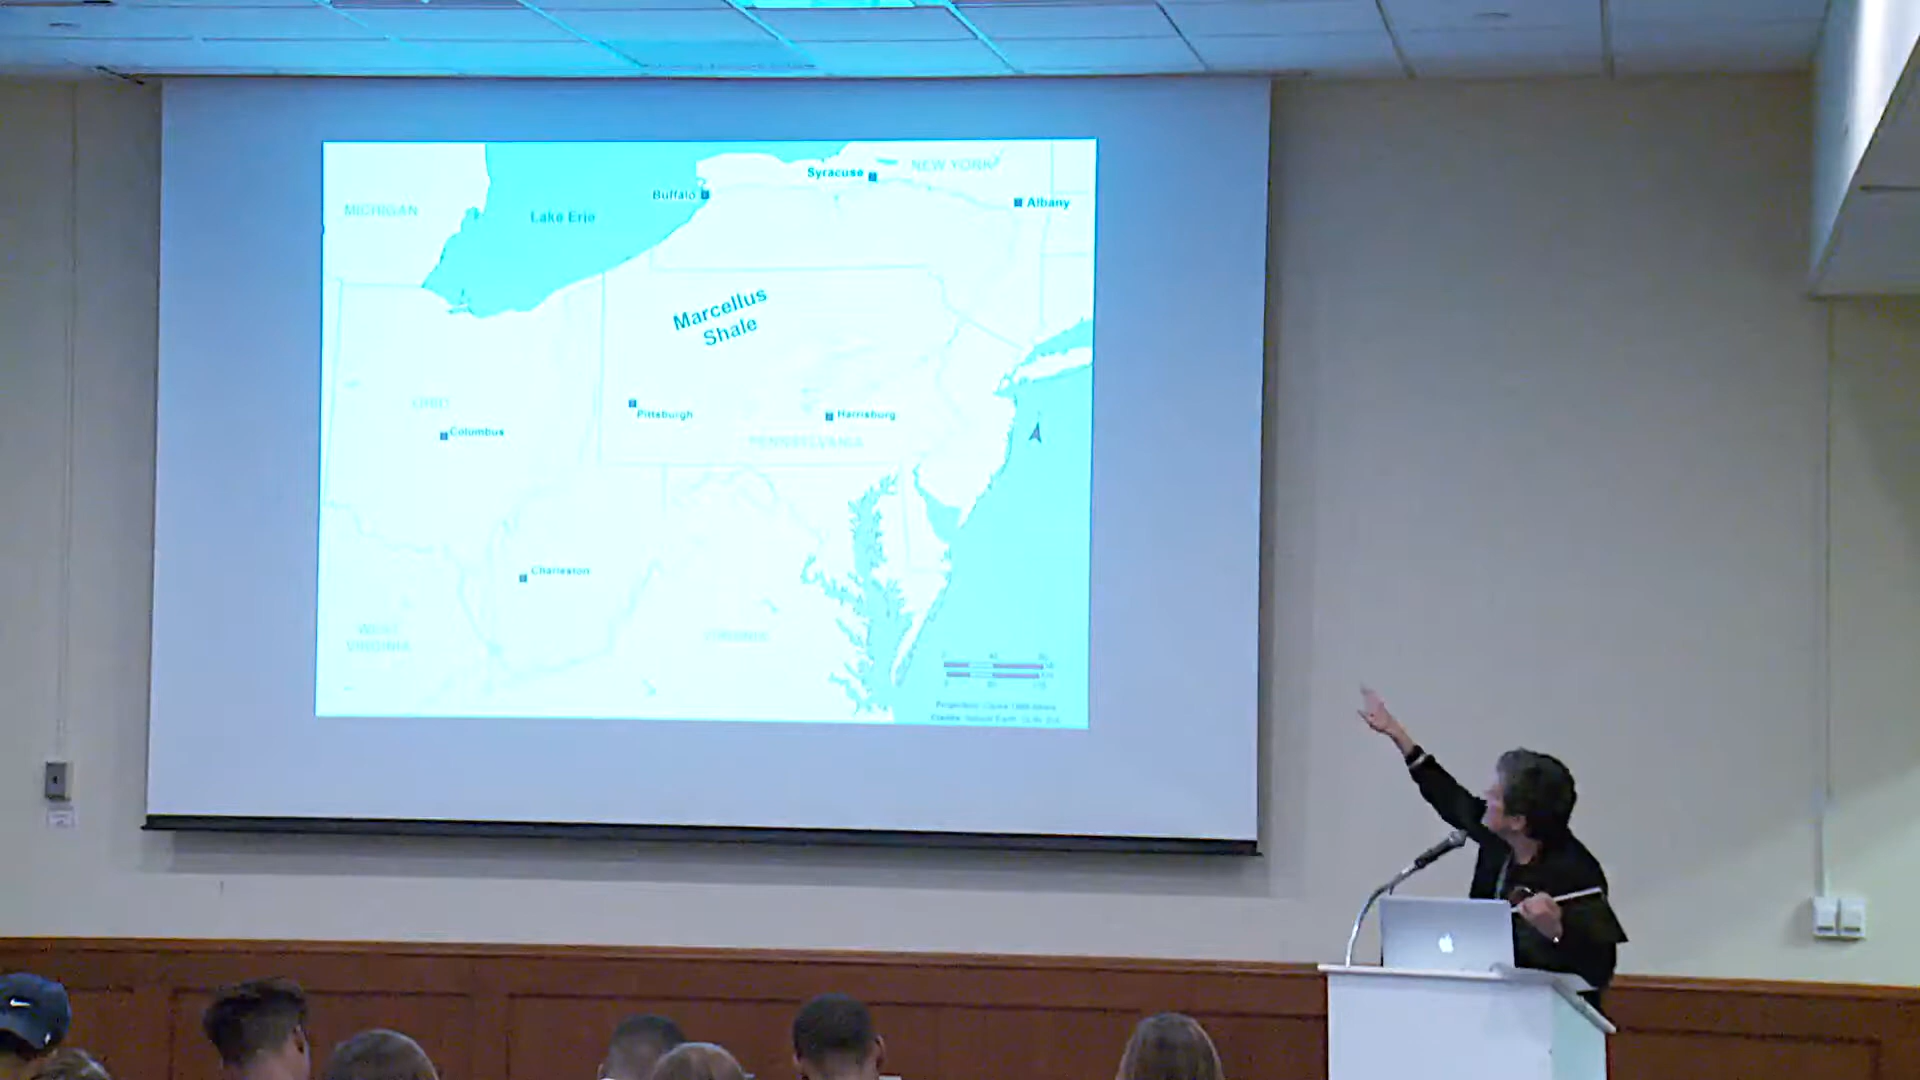 NEW YORK
Syracuse
Buffalo
Albany
MICHIGAN
Lake Erie
Marcellus
Shale
OHIO
Pittsburgh
Harrisburg
Columbus
PENNSYLVANIA
Charleston
WEST
VIRGINIA
VIRGINIA